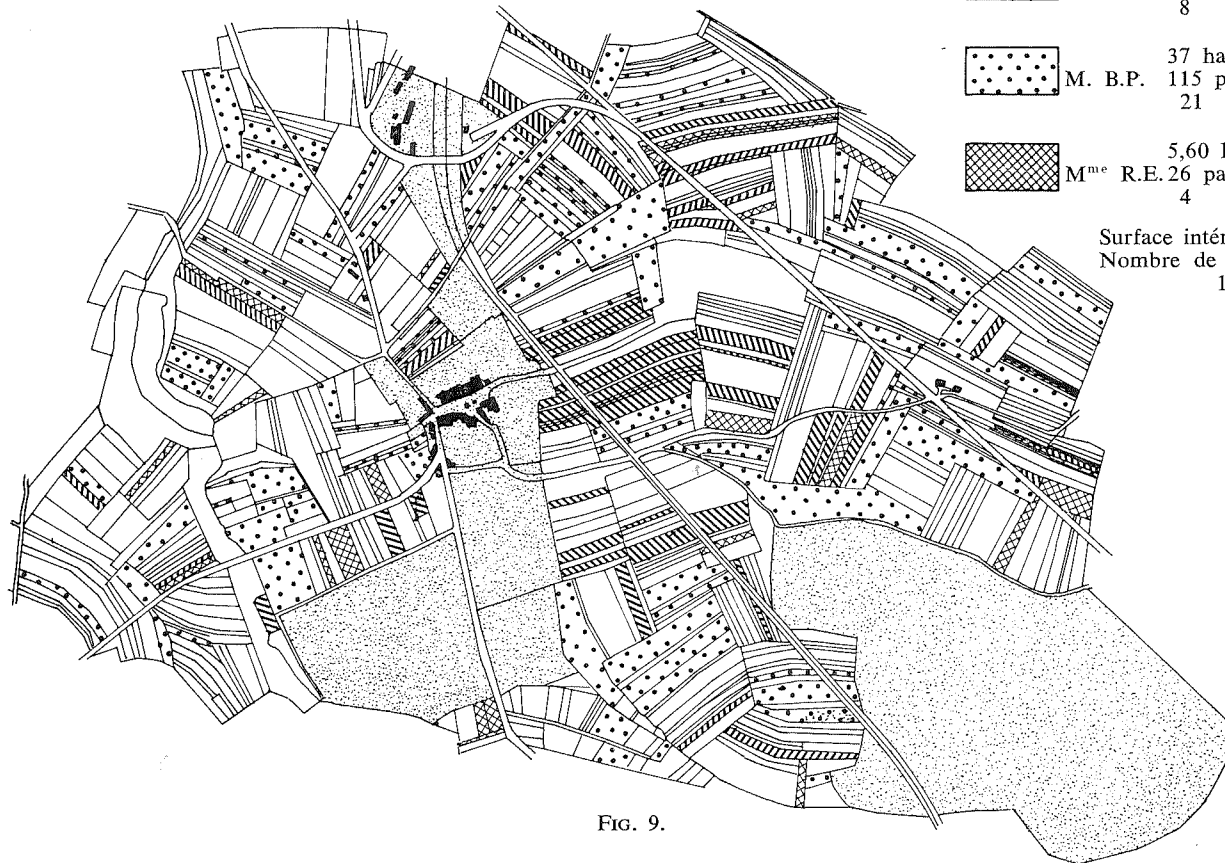 8
37 ha
M. B.P. 115 p
21
5,60
Mᵐᵉ R.E. 26 pa
4
Surface intér
Nombre de
1
FIG. 9.